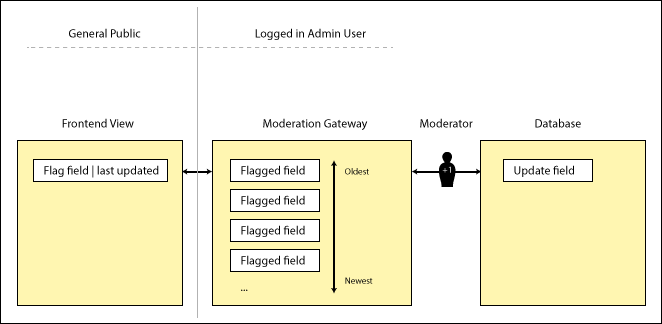 General Public
Logged in Admin User
Frontend View
Moderation Gateway
Moderator
Database
Flag field | last updated
Flagged field
Oldest
+1
Update field
Flagged field
Flagged field
Flagged field
Newest
...